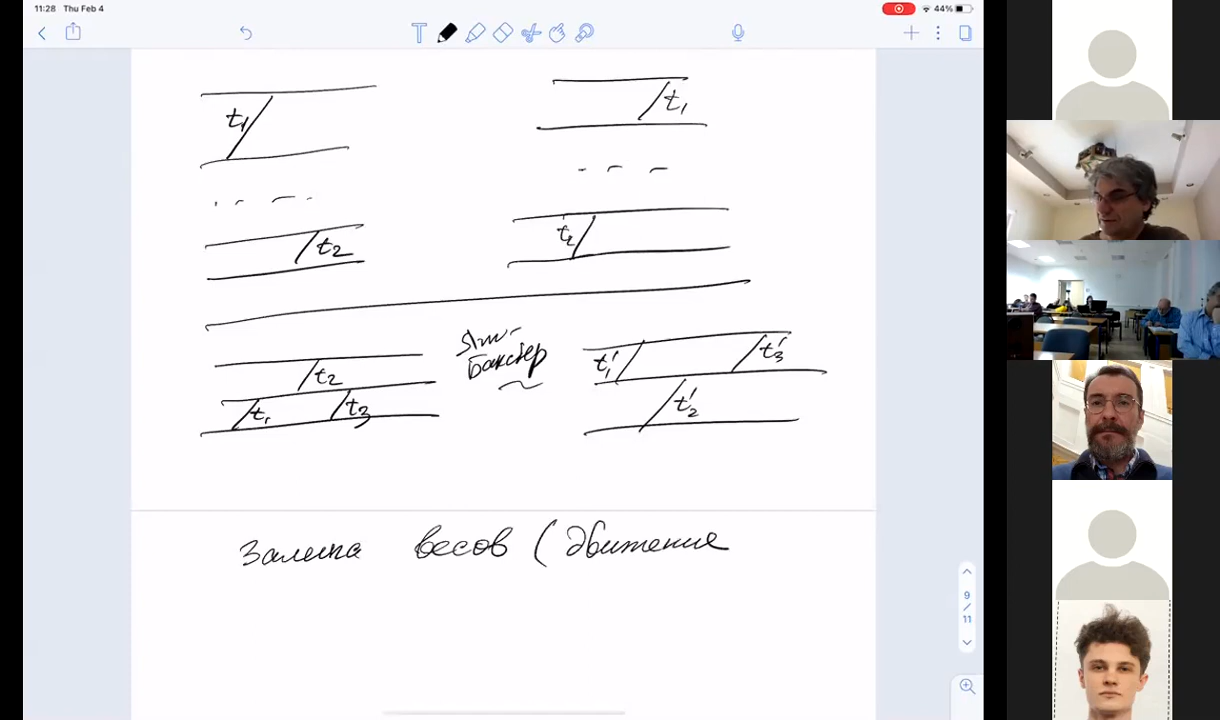 11:28 Thu Feb 4
44%
t₁ t₁
t₂ t₂
Янг-
Бакстер
t₂ t₁' t₃'
t₁ t₃ t₂'
9
/
11
Замена весов (движение